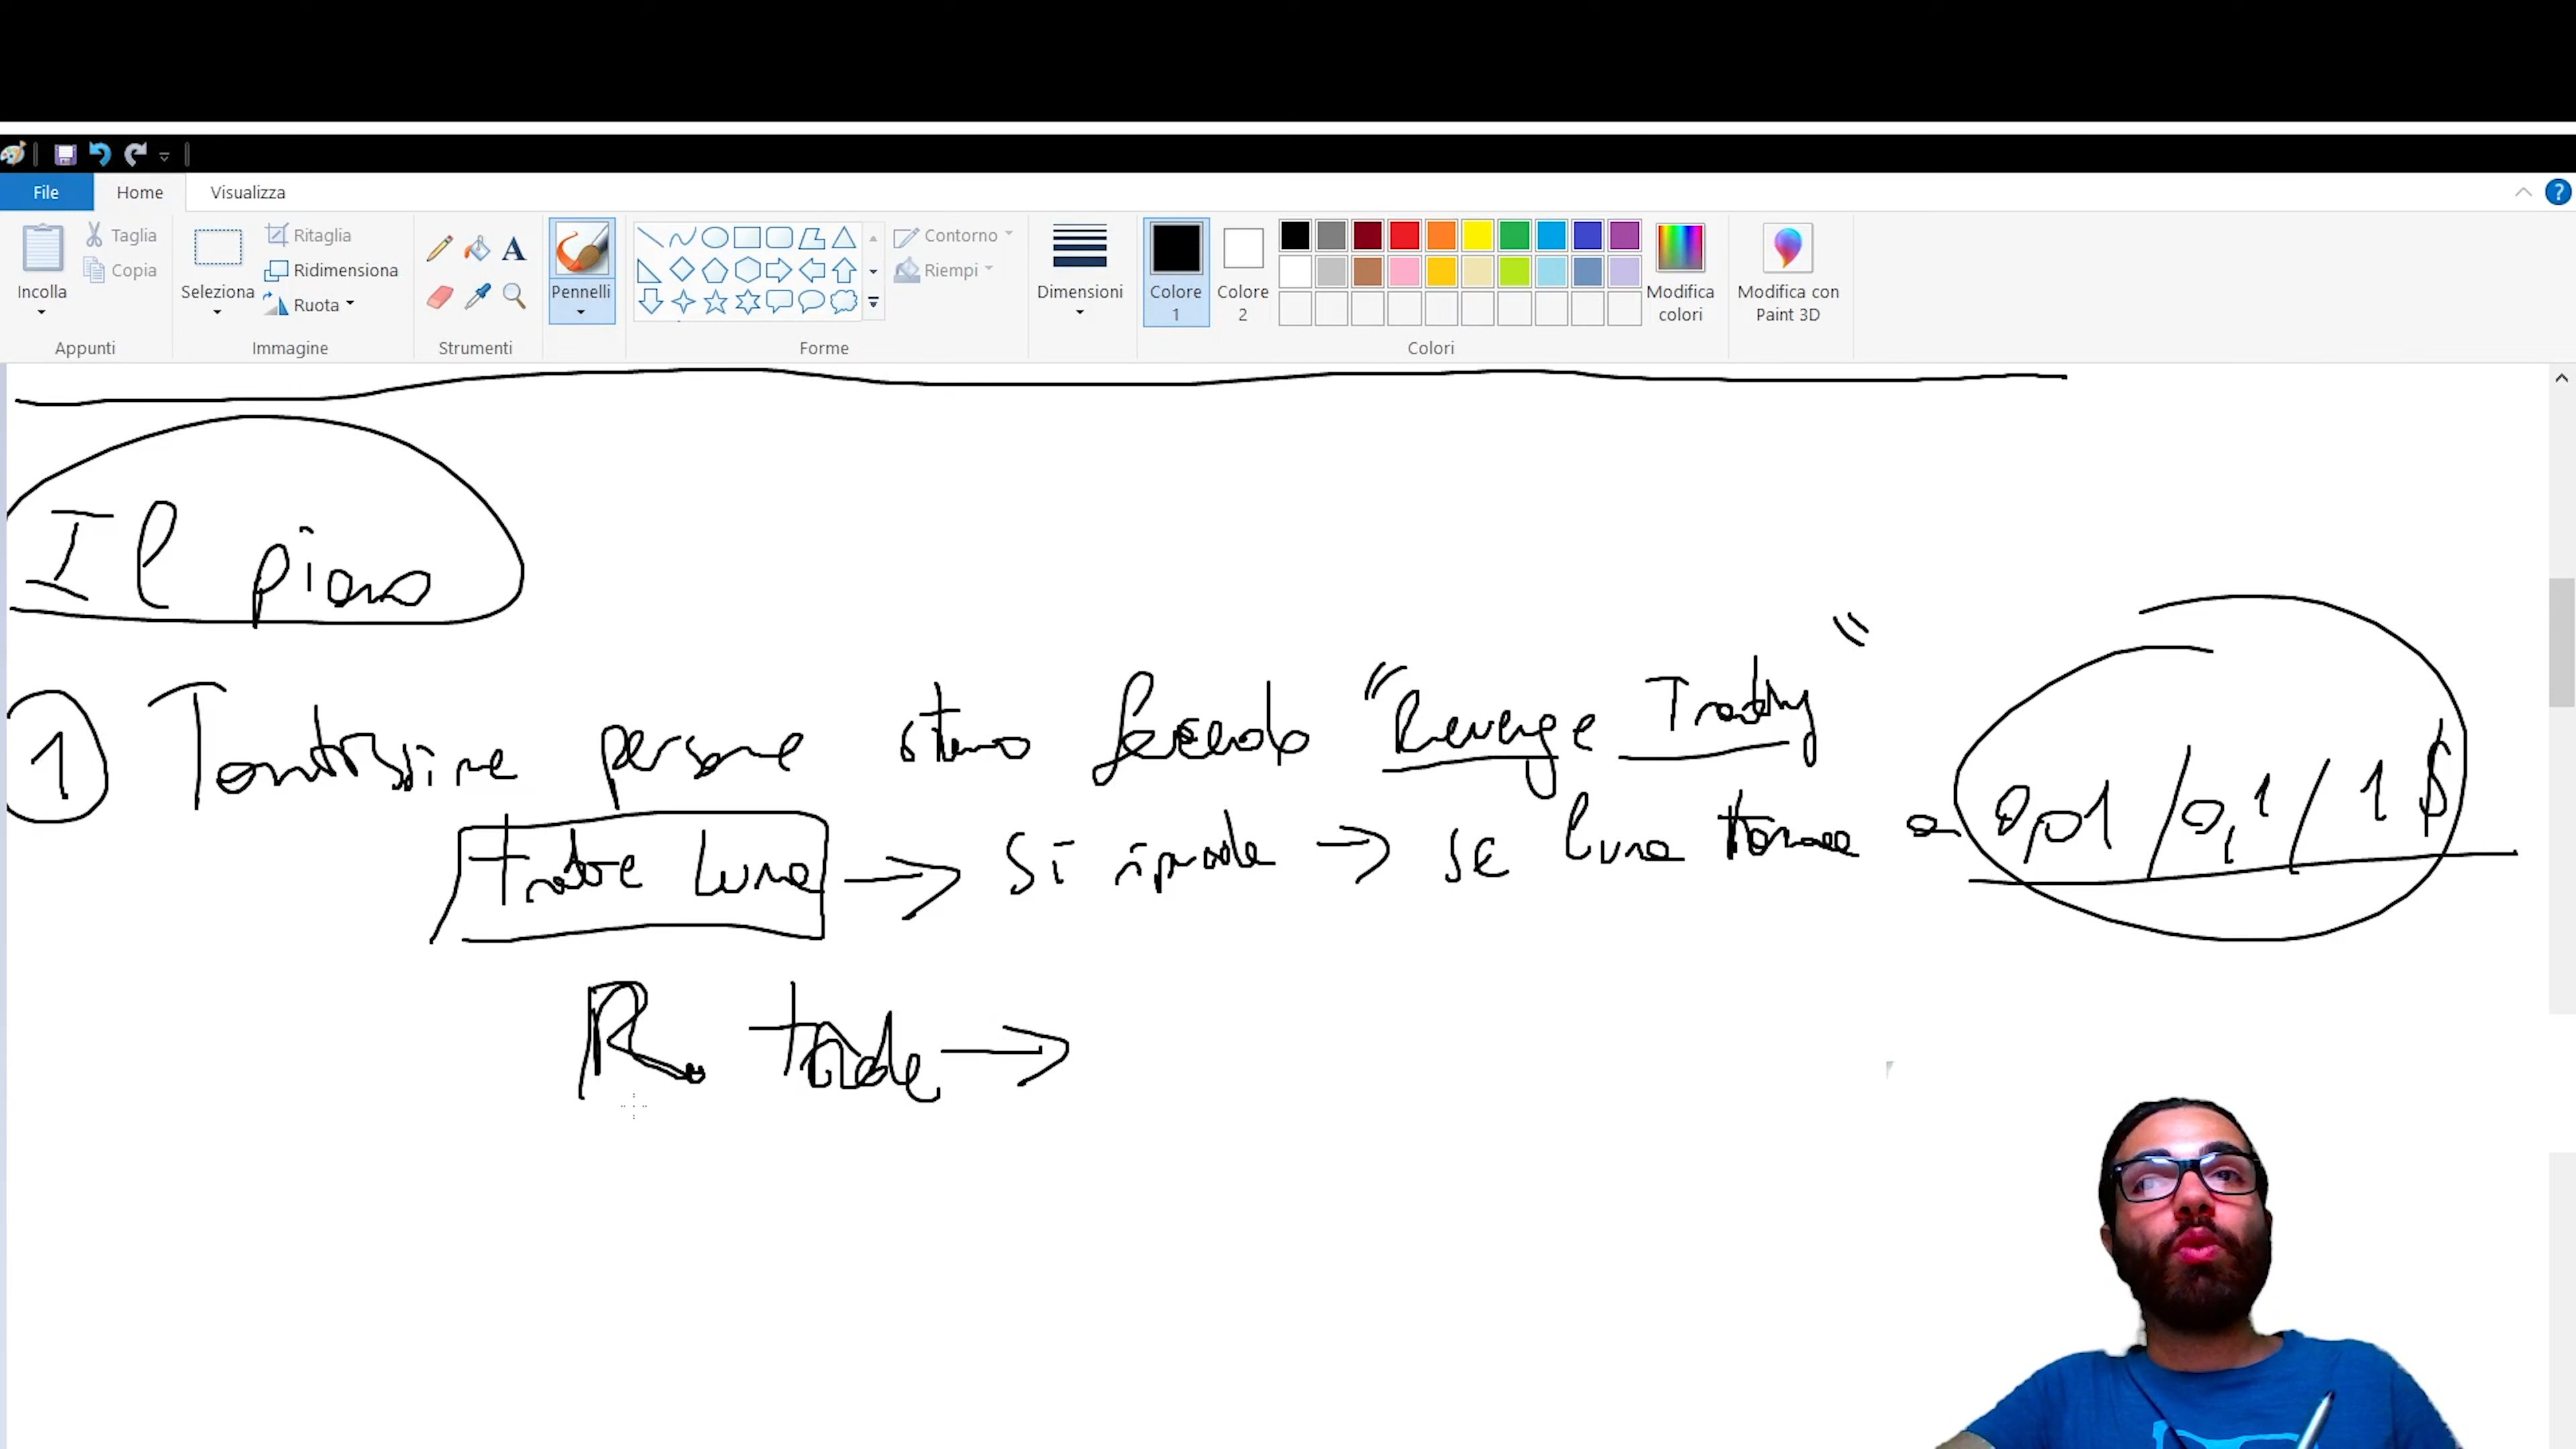 File Home Visualizza
Incolla Taglia Copia Seleziona Ritaglia Ridimensiona Ruota Pennelli Contorno Riempi Dimensioni Colore 1 Colore 2 Modifica colori Modifica con Paint 3D
Appunti Immagine Strumenti Forme Colori
Il piano
1 Tantissime persone stanno facendo "Revenge Trading"
trade Luna → Si riprende → SE luna torna a 0,01 / 0,1 / 1 $
R. trade →